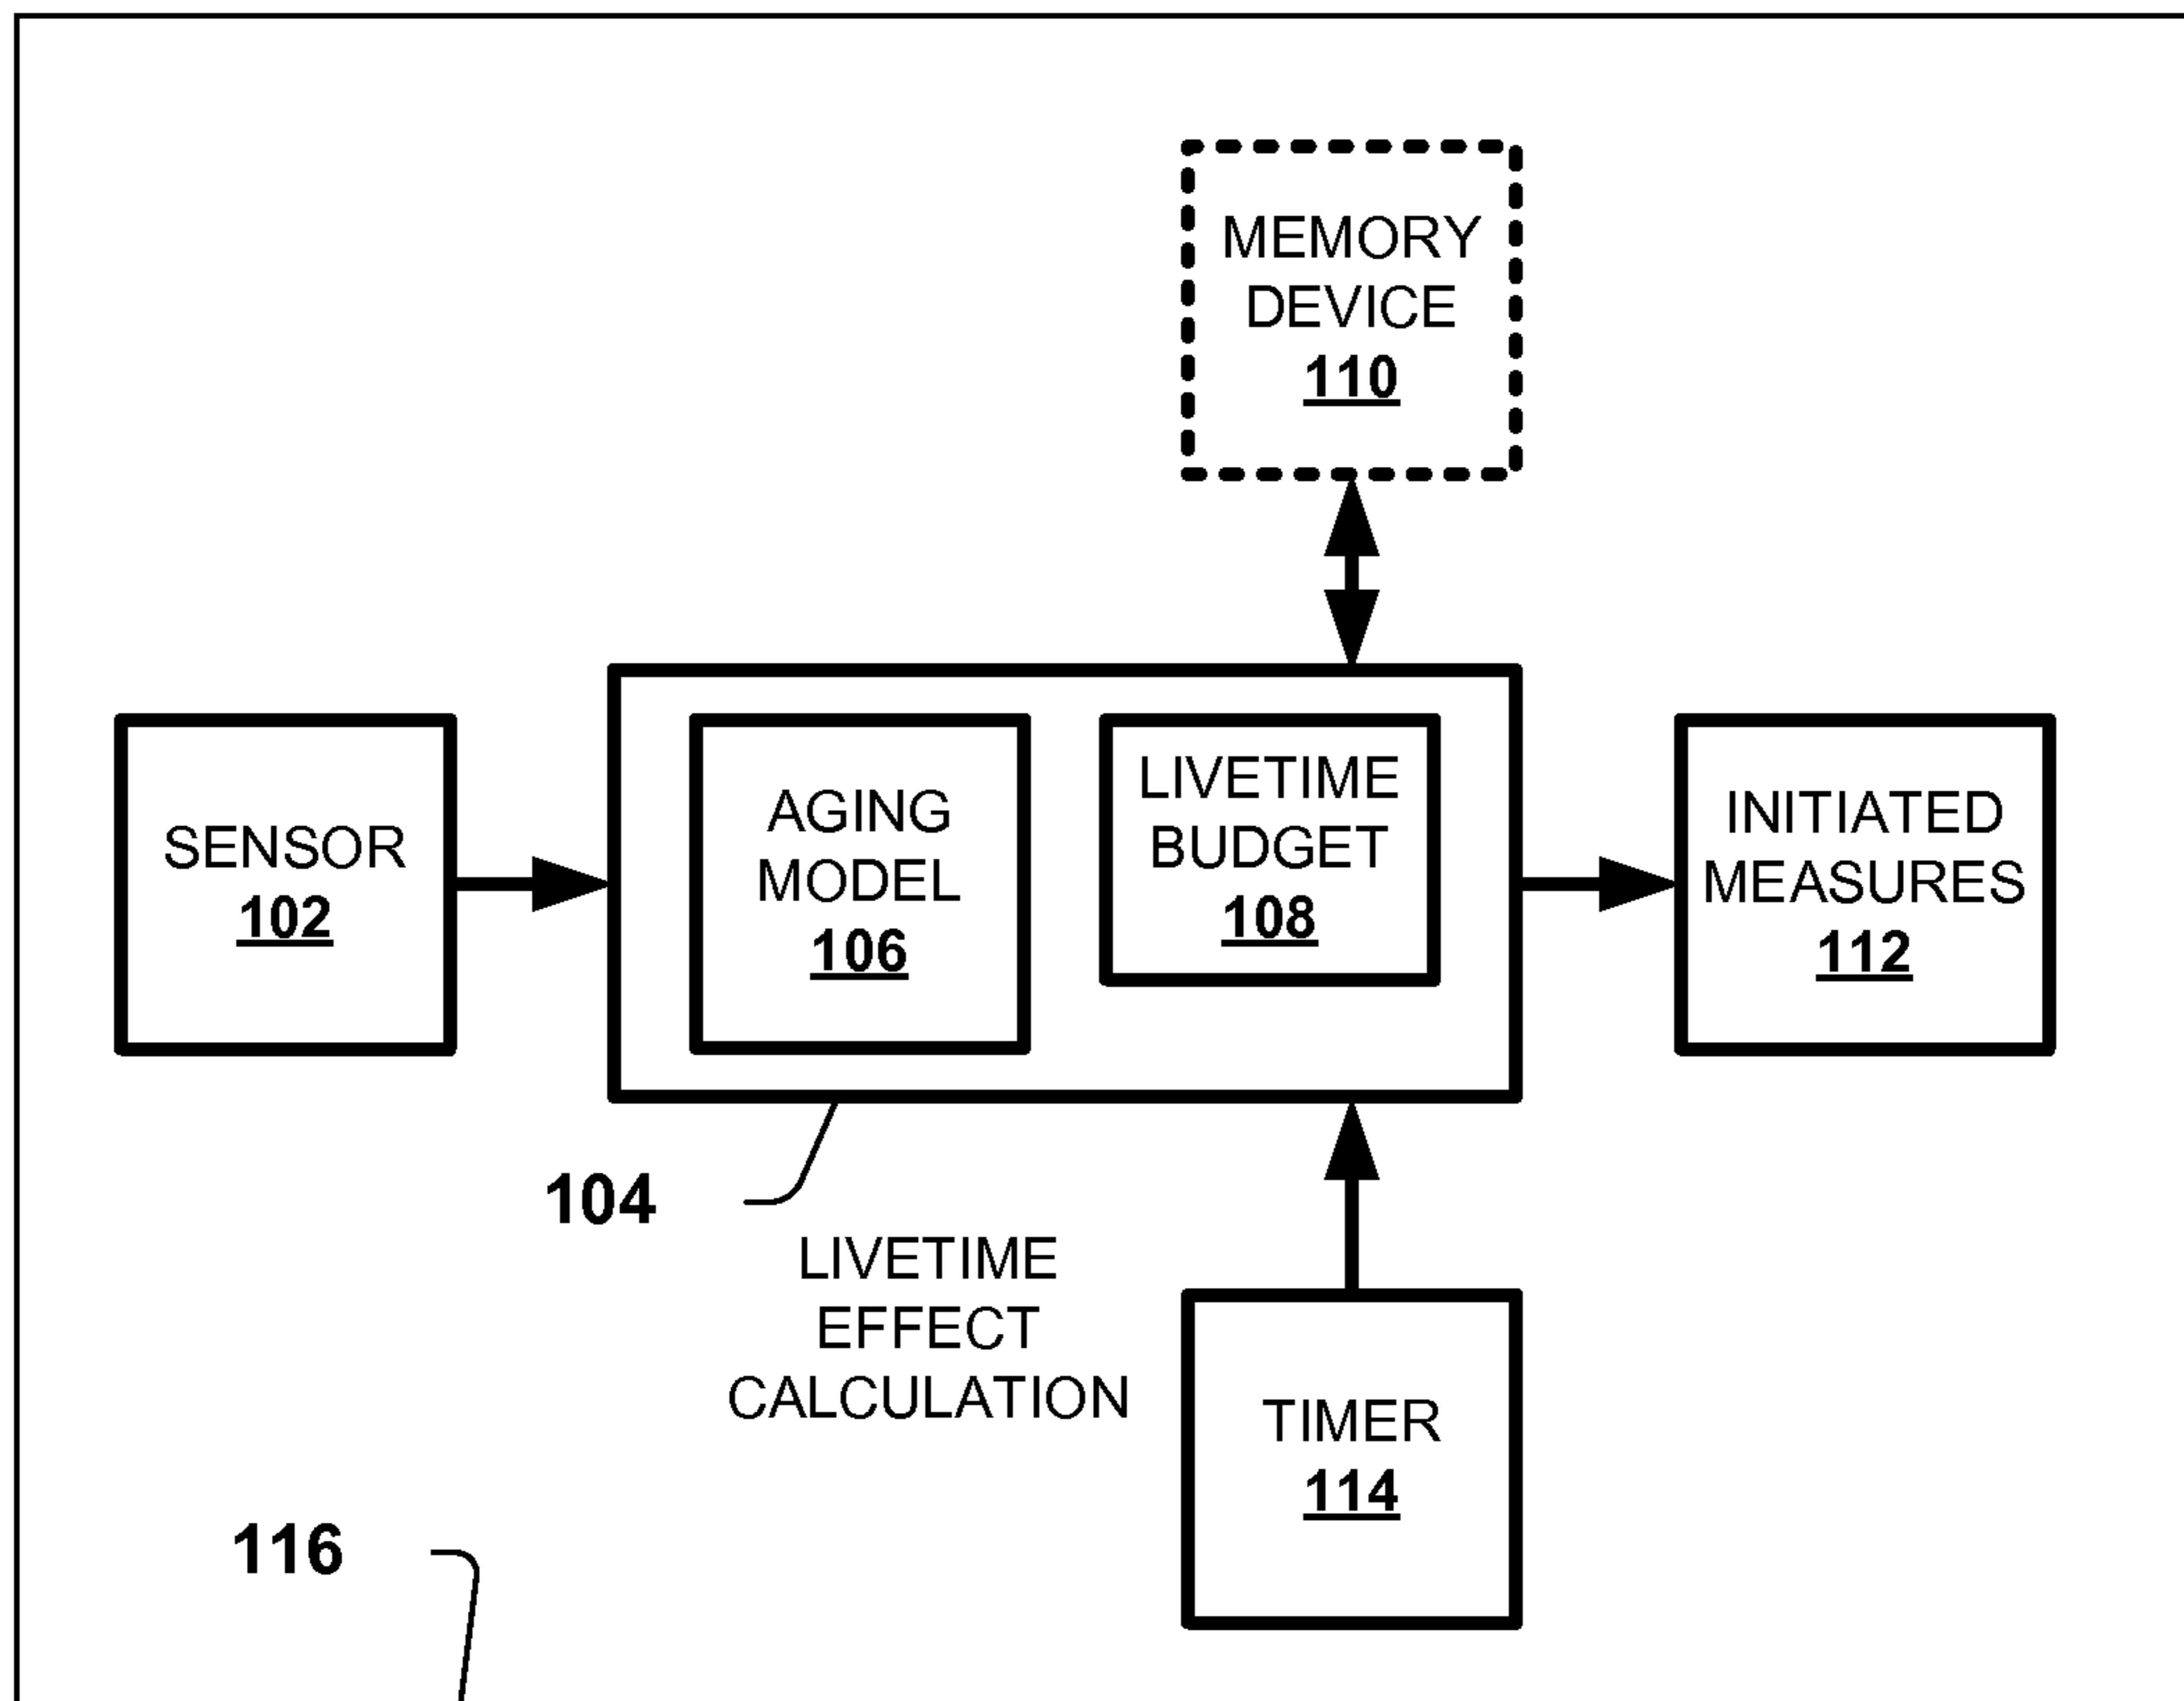 MEMORY
DEVICE
110
SENSOR
102
AGING
MODEL
106
LIVETIME
BUDGET
108
INITIATED
MEASURES
112
104
LIVETIME
EFFECT
CALCULATION
TIMER
114
116